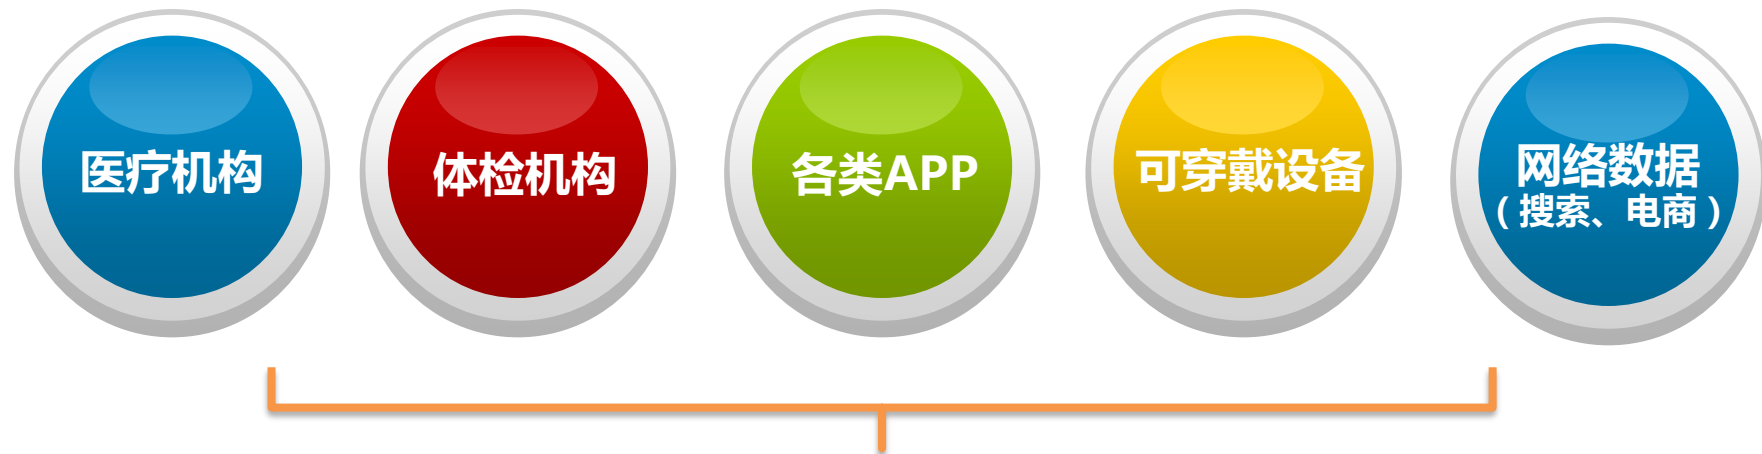 医疗机构
体检机构
各类APP
可穿戴设备
网络数据
（搜索、电商）